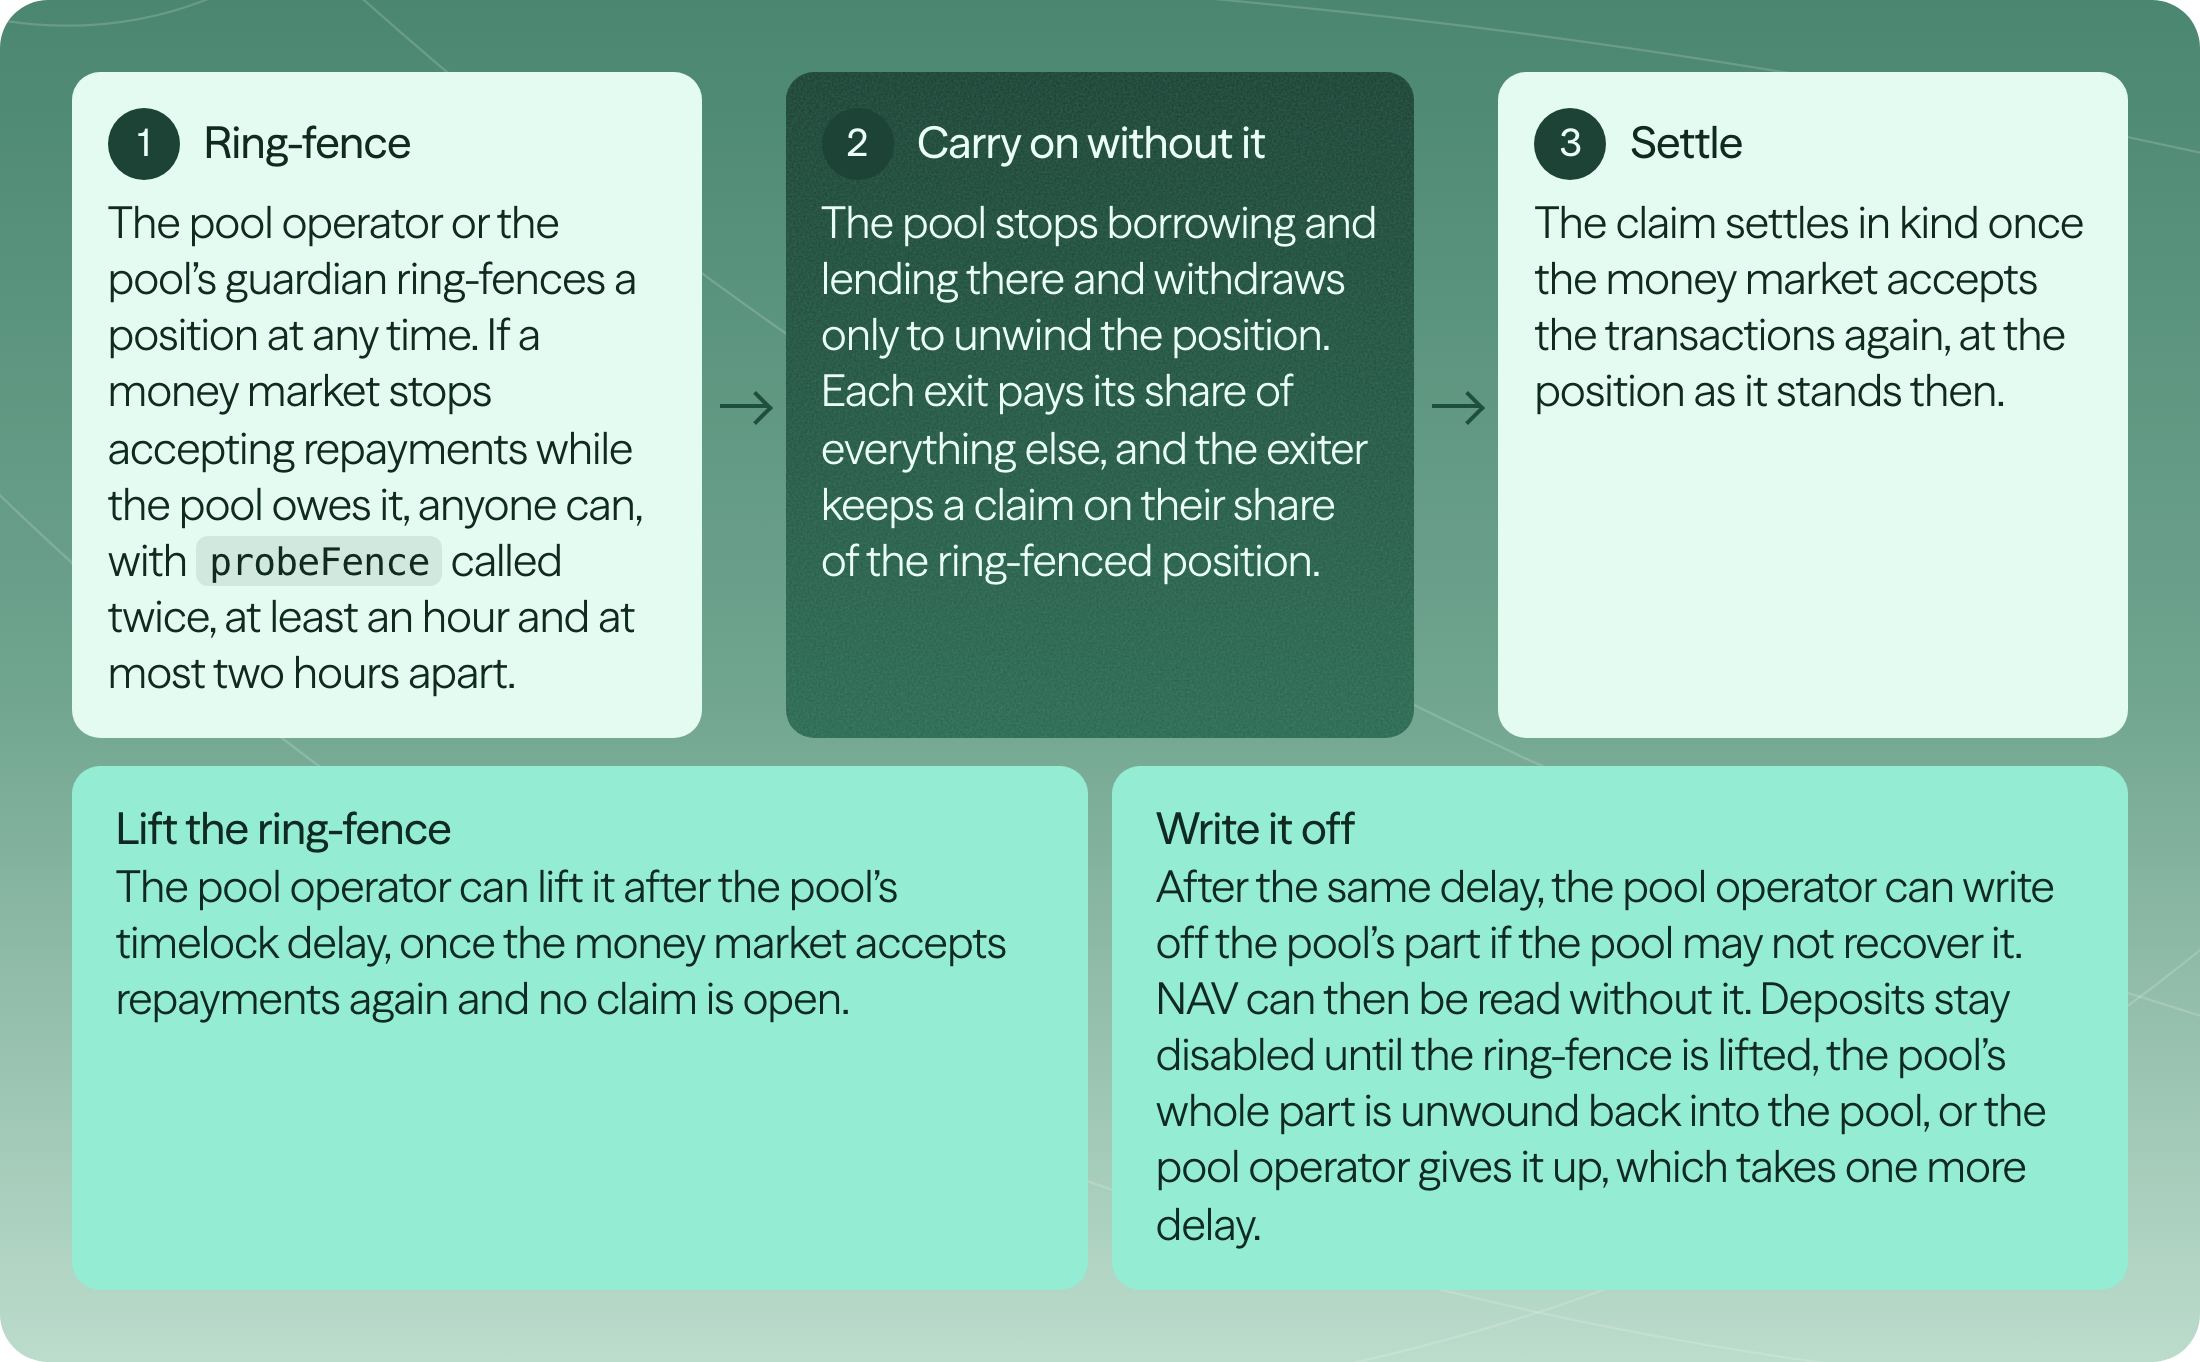 1 Ring-fence
The pool operator or the
pool’s guardian ring-fences a
position at any time. If a
money market stops
accepting repayments while
the pool owes it, anyone can,
with probeFence called
twice, at least an hour and at
most two hours apart.
2 Carry on without it
The pool stops borrowing and
lending there and withdraws
only to unwind the position.
Each exit pays its share of
everything else, and the exiter
keeps a claim on their share
of the ring-fenced position.
3 Settle
The claim settles in kind once
the money market accepts
the transactions again, at the
position as it stands then.
Lift the ring-fence
The pool operator can lift it after the pool’s
timelock delay, once the money market accepts
repayments again and no claim is open.
Write it off
After the same delay, the pool operator can write
off the pool’s part if the pool may not recover it.
NAV can then be read without it. Deposits stay
disabled until the ring-fence is lifted, the pool’s
whole part is unwound back into the pool, or the
pool operator gives it up, which takes one more
delay.